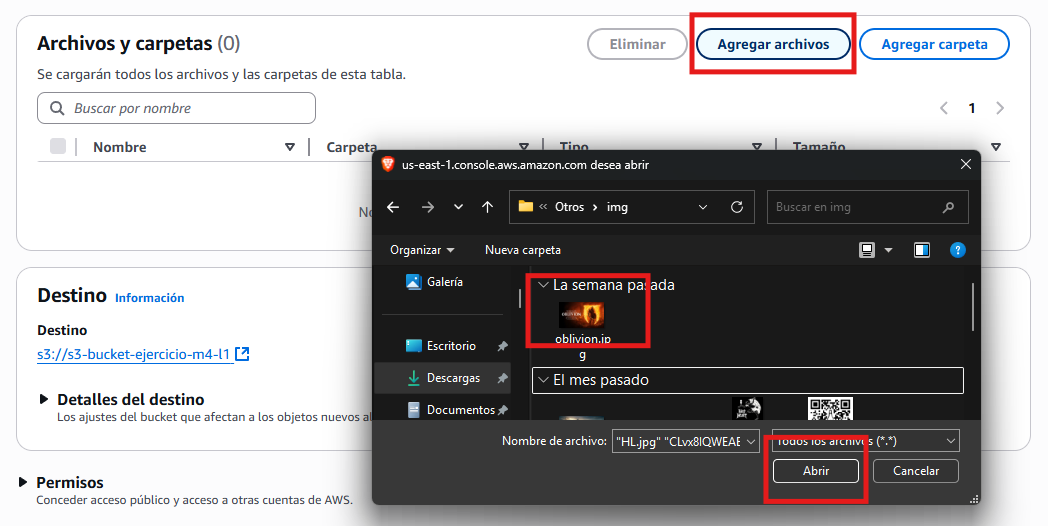 Archivos y carpetas (0)
Eliminar
Agregar archivos
Agregar carpeta
Se cargarán todos los archivos y las carpetas de esta tabla.
Buscar por nombre
1
Nombre
Carpeta
Tipo
Tamaño
us-east-1.console.aws.amazon.com desea abrir
Otros
img
Buscar en img
Organizar
Nueva carpeta
Galería
Escritorio
Descargas
Documentos
La semana pasada
OBLIVION
oblivion.jp
g
El mes pasado
Nombre de archivo:
"HL.jpg" "CLvx8IQWEAE
Todos los archivos (*.*)
Abrir
Cancelar
Destino Información
Destino
s3://s3-bucket-ejercicio-m4-l1
Detalles del destino
Los ajustes del bucket que afectan a los objetos nuevos al
Permisos
Conceder acceso público y acceso a otras cuentas de AWS.